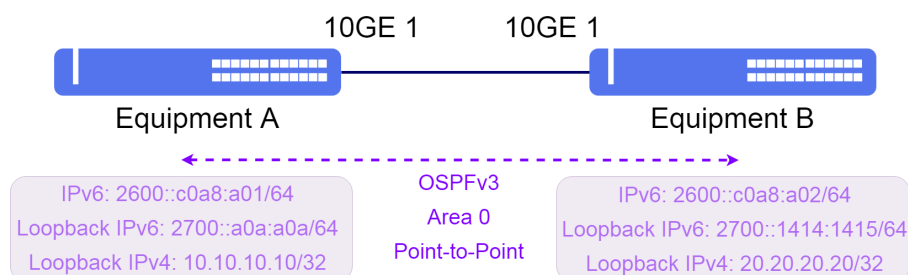 10GE 1
10GE 1
Equipment A
Equipment B
IPv6: 2600::c0a8:a01/64
Loopback IPv6: 2700::a0a:a0a/64
Loopback IPv4: 10.10.10.10/32
OSPFv3
Area 0
Point-to-Point
IPv6: 2600::c0a8:a02/64
Loopback IPv6: 2700::1414:1415/64
Loopback IPv4: 20.20.20.20/32